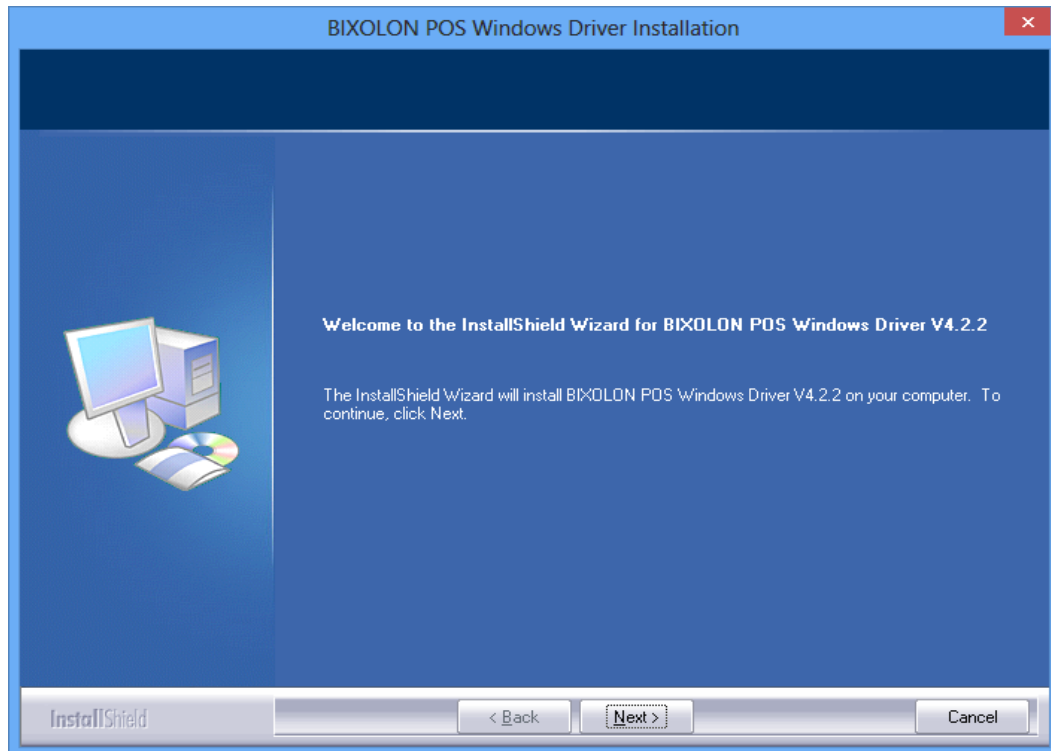 BIXOLON POS Windows Driver Installation
Welcome to the InstallShield Wizard for BIXOLON POS Windows Driver V4.2.2
The InstallShield Wizard will install BIXOLON POS Windows Driver V4.2.2 on your computer. To
continue, click Next.
InstallShield
< Back
Next >
Cancel